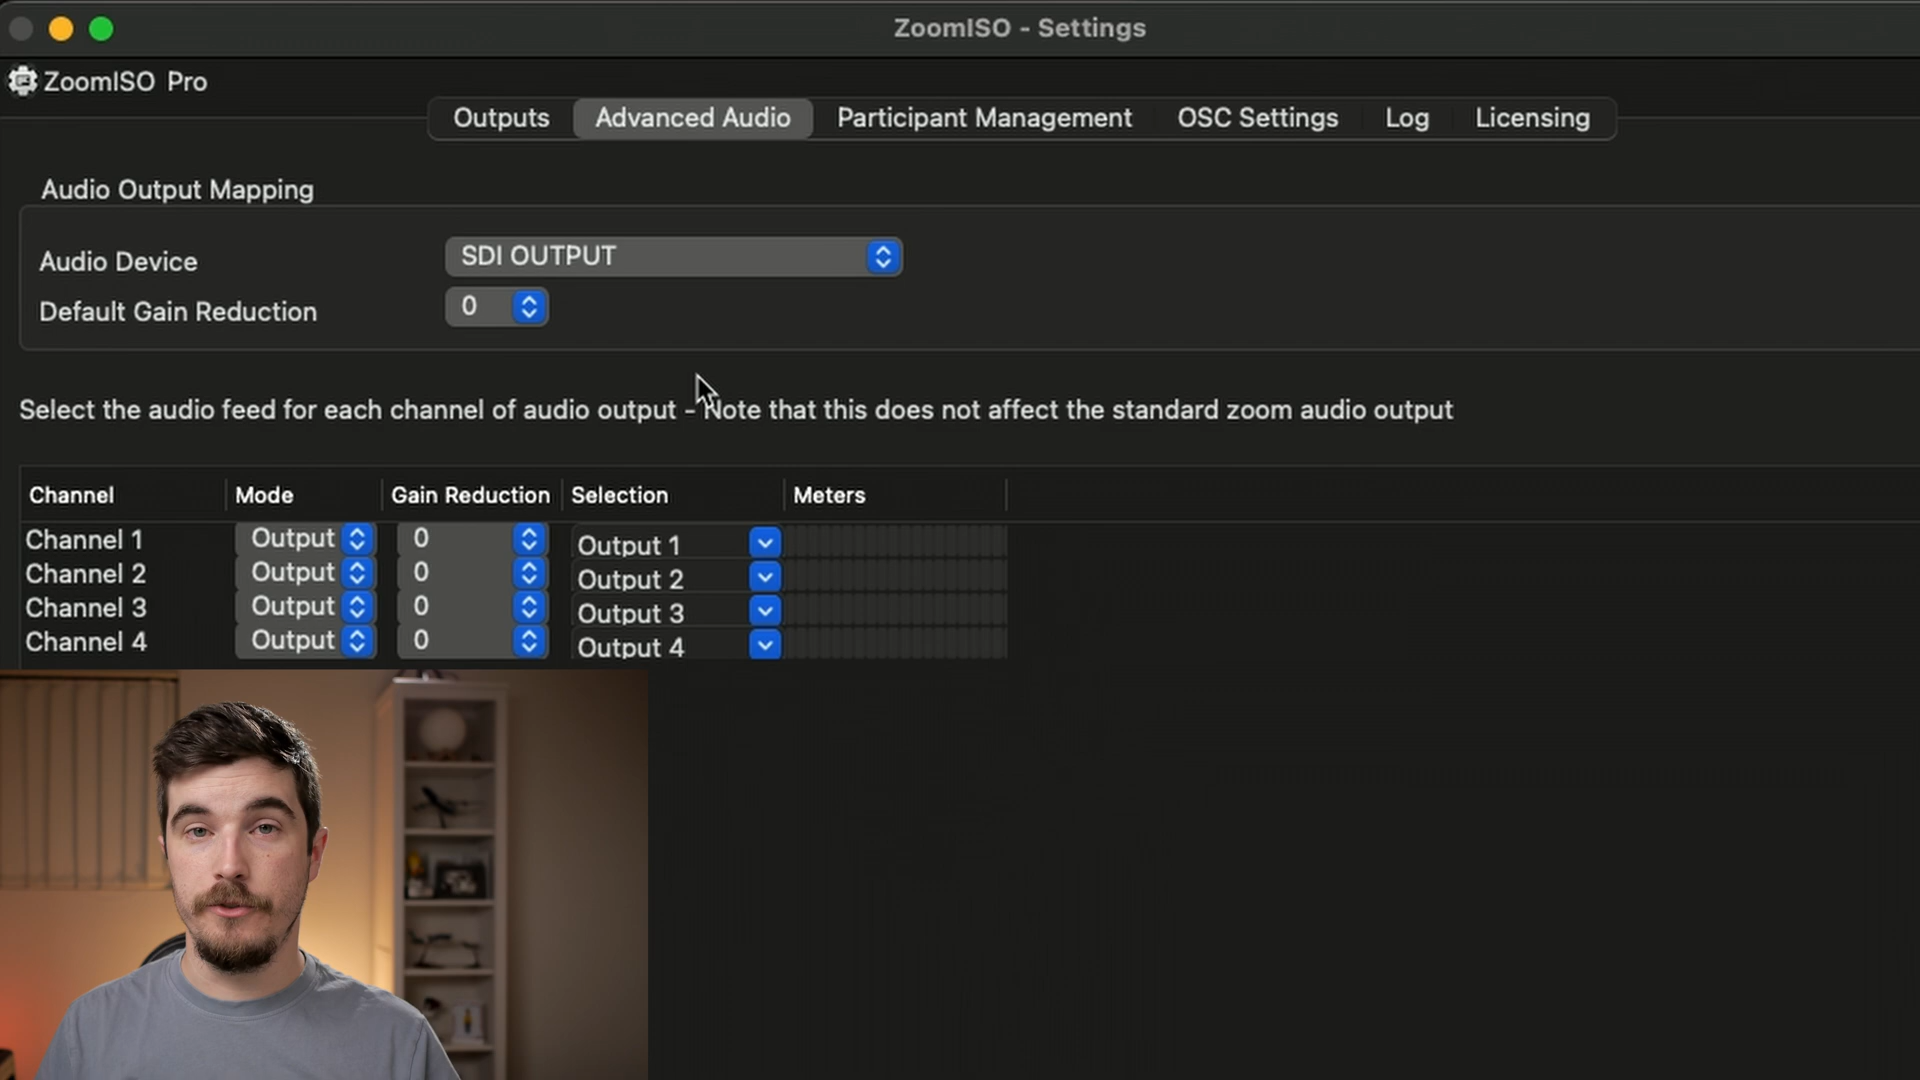 ZoomISO - Settings
ZoomISO Pro
Outputs Advanced Audio Participant Management OSC Settings Log Licensing
Audio Output Mapping
Audio Device SDI OUTPUT
Default Gain Reduction 0
Select the audio feed for each channel of audio output - Note that this does not affect the standard zoom audio output
Channel Mode Gain Reduction Selection Meters
Channel 1 Output 0 Output 1
Channel 2 Output 0 Output 2
Channel 3 Output 0 Output 3
Channel 4 Output 0 Output 4